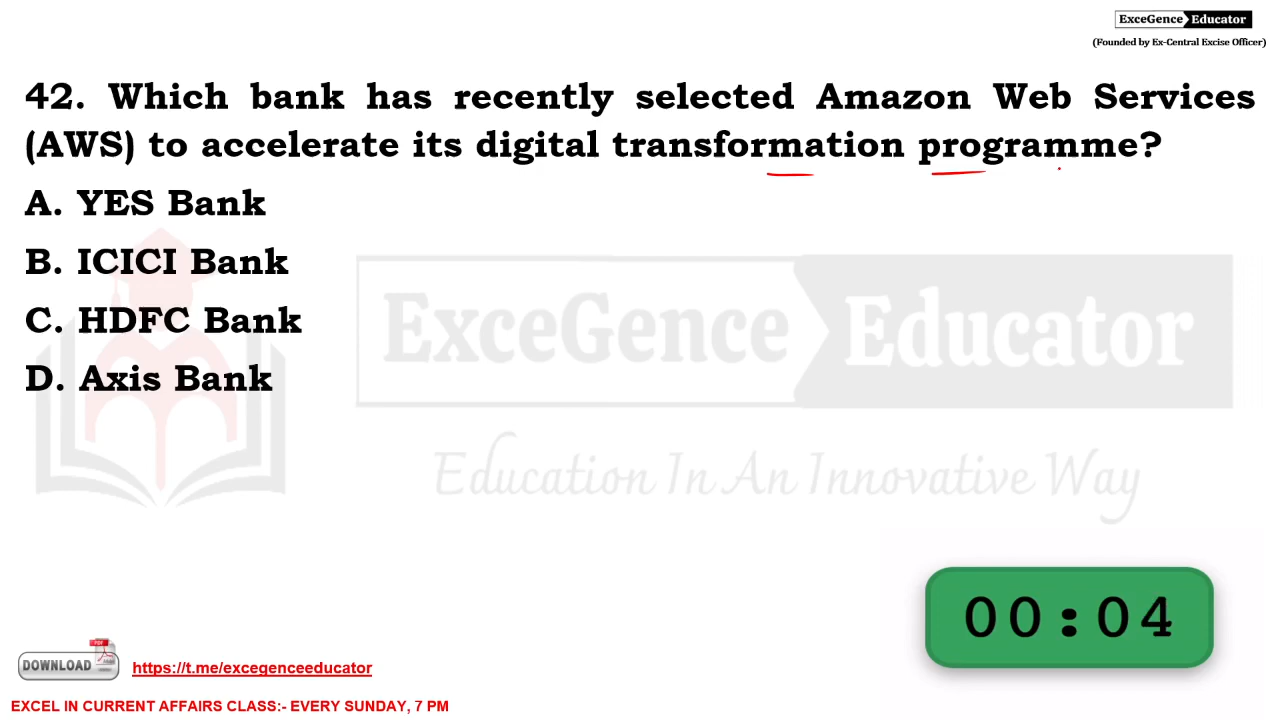 ExceGence Educator
(Founded by Ex-Central Excise Officer)
42. Which bank has recently selected Amazon Web Services
(AWS) to accelerate its digital transformation programme?
A. YES Bank
B. ICICI Bank
C. HDFC Bank
D. Axis Bank
ExceGence Educator
Education In An Innovative Way
00:04
DOWNLOAD PDF https://t.me/excegenceeducator
EXCEL IN CURRENT AFFAIRS CLASS:- EVERY SUNDAY, 7 PM